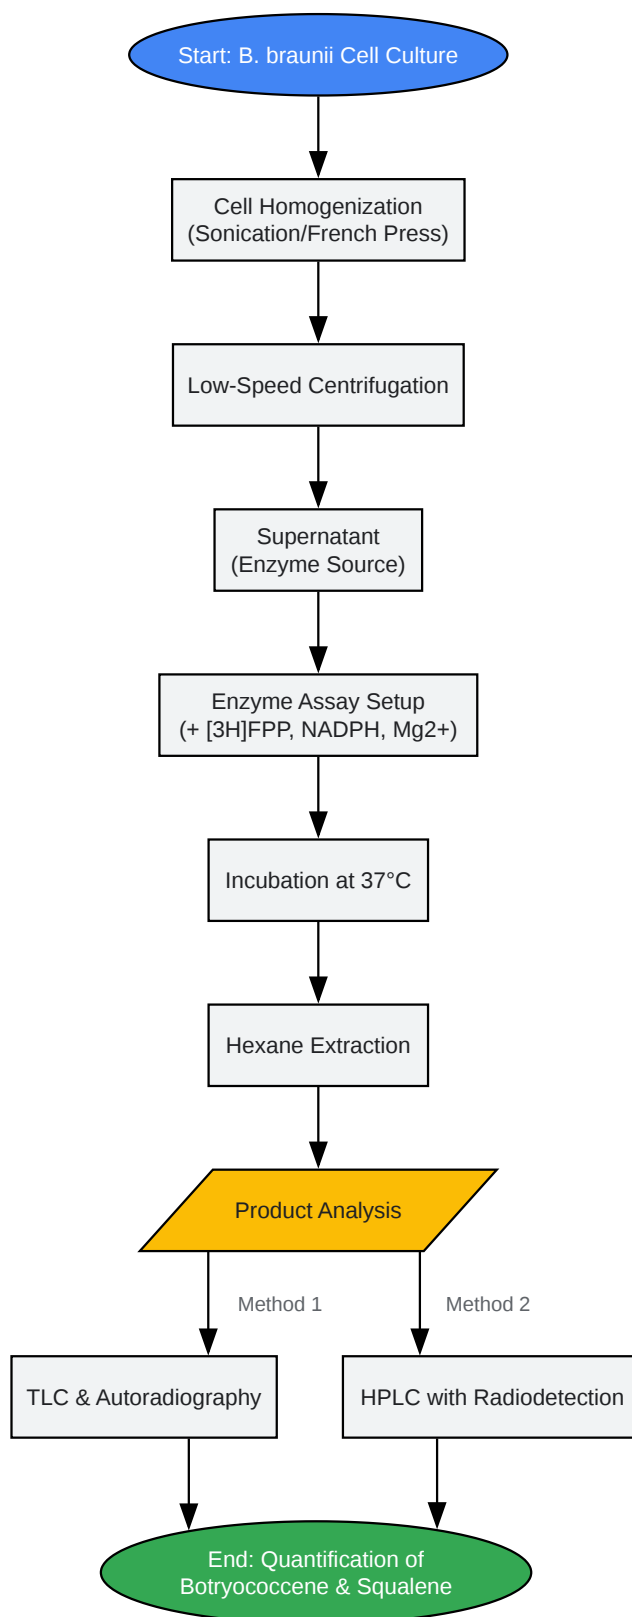 Start: B. braunii Cell Culture
Cell Homogenization
(Sonication/French Press)
Low-Speed Centrifugation
Supernatant
(Enzyme Source)
Enzyme Assay Setup
(+ [3H]FPP, NADPH, Mg2+)
Incubation at 37°C
Hexane Extraction
Product Analysis
Method 1
Method 2
TLC & Autoradiography
HPLC with Radiodetection
End: Quantification of
Botryococcene & Squalene